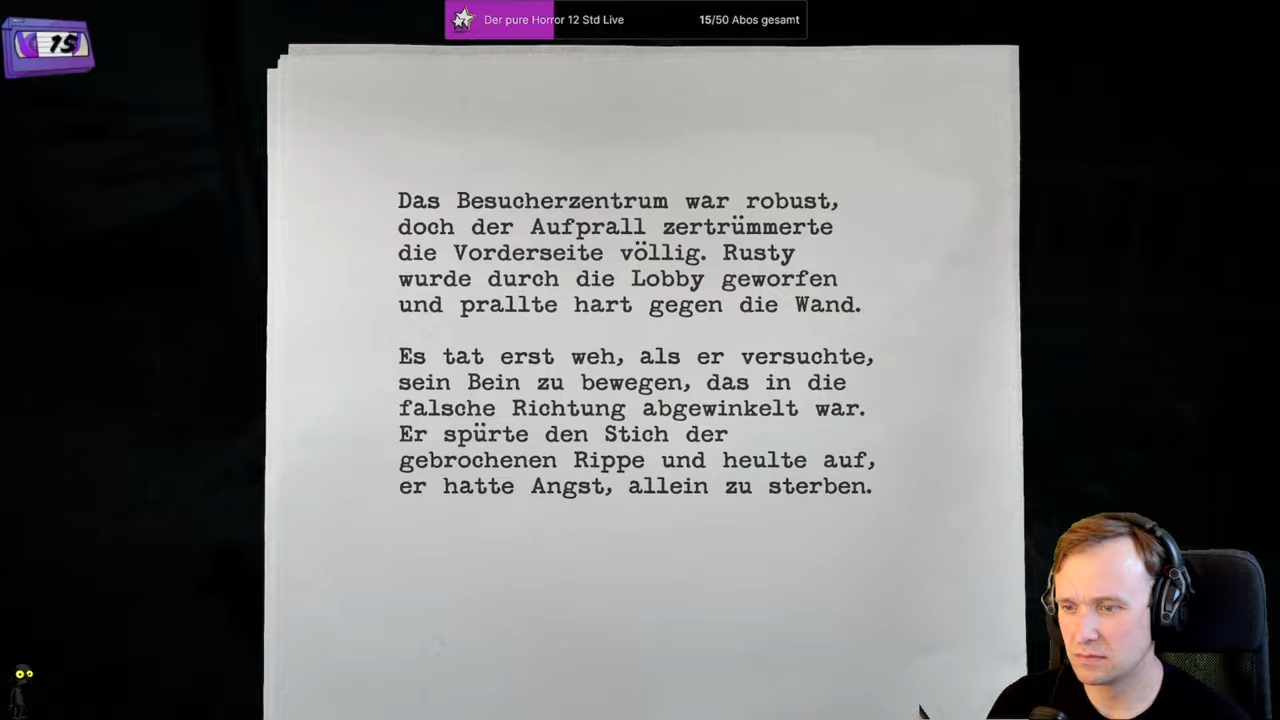 15
Der pure Horror 12 Std Live
15/50 Abos gesamt
Das Besucherzentrum war robust,
doch der Aufprall zertrümmerte
die Vorderseite völlig. Rusty
wurde durch die Lobby geworfen
und prallte hart gegen die Wand.
Es tat erst weh, als er versuchte,
sein Bein zu bewegen, das in die
falsche Richtung abgewinkelt war.
Er spürte den Stich der
gebrochenen Rippe und heulte auf,
er hatte Angst, allein zu sterben.